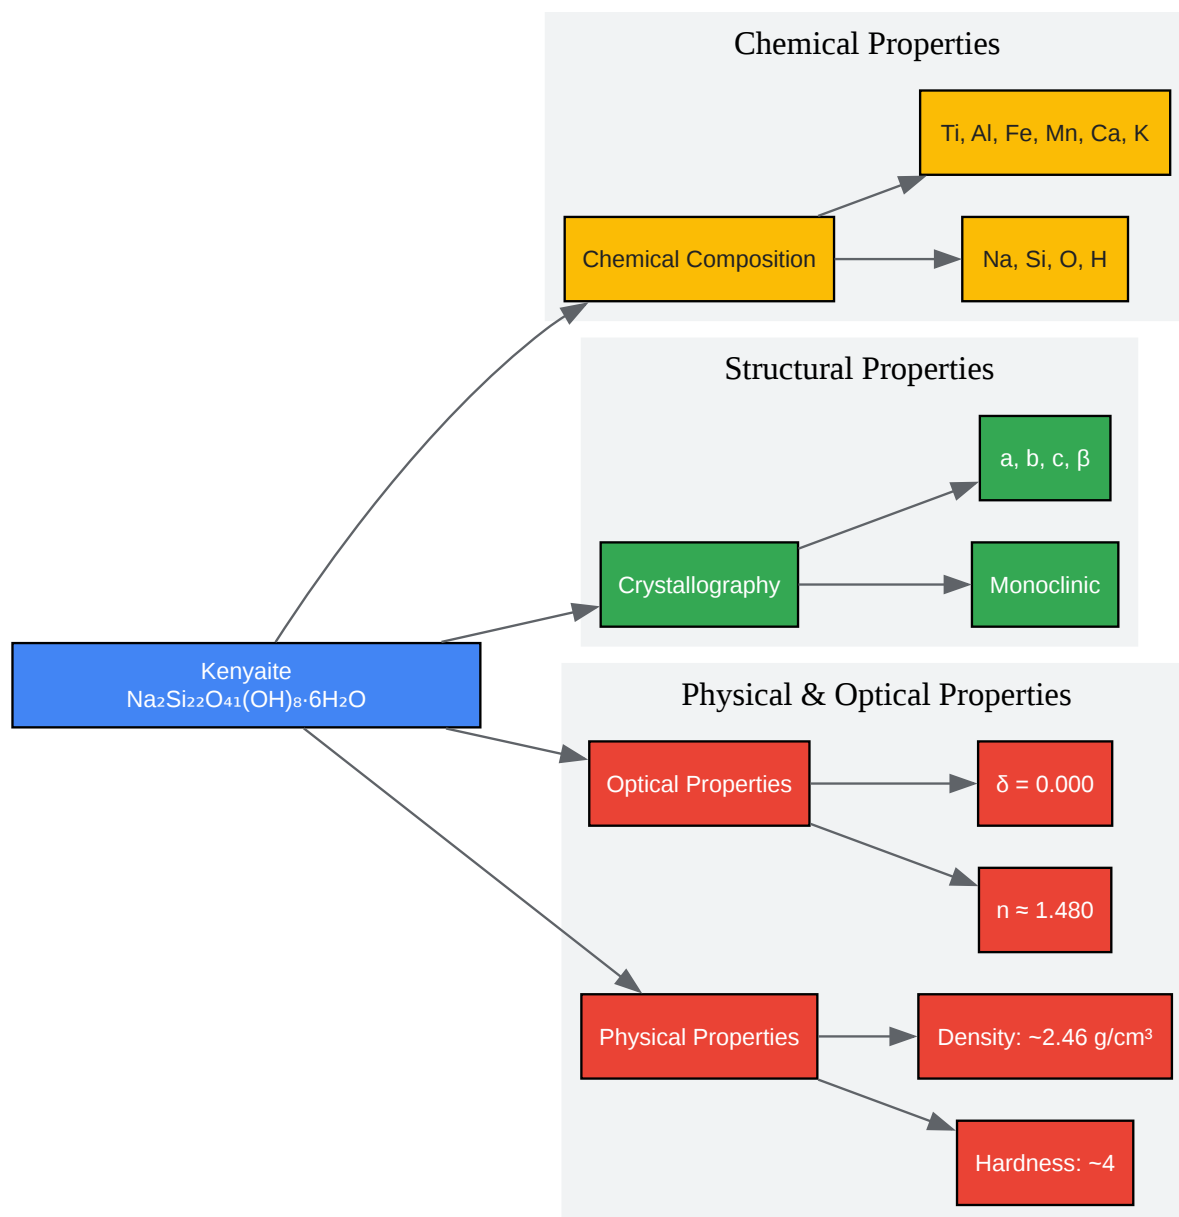 Chemical Properties
Ti, Al, Fe, Mn, Ca, K
Chemical Composition
Na, Si, O, H
Structural Properties
a, b, c, β
Crystallography
Monoclinic
Kenyaite
Na₂Si₂₂O₄₁(OH)₈·6H₂O
Physical & Optical Properties
Optical Properties
δ = 0.000
n ≈ 1.480
Physical Properties
Density: ~2.46 g/cm³
Hardness: ~4